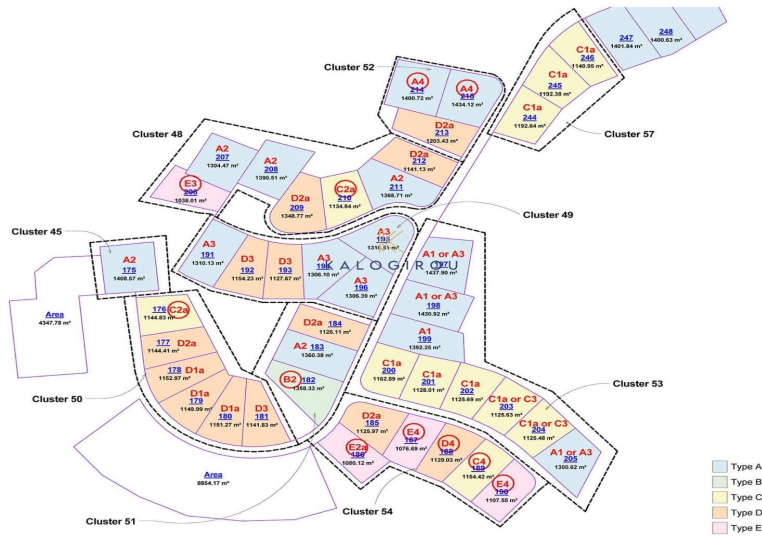 247
1401.84 m²
248
1400.63 m²
C1a
246
1140.95 m²
C1a
245
1192.38 m²
C1a
244
1192.64 m²
Cluster 57
Cluster 52
A4
214
1400.72 m²
A4
1434.12 m²
D2a
213
1203.43 m²
Cluster 48
A2
207
1304.47 m²
A2
208
1390.51 m²
E3
206
1038.01 m²
D2a
212
1141.13 m²
A2
211
1368.71 m²
C2a
210
1134.84 m²
D2a
209
1348.77 m²
Cluster 49
A3
195
A3
191
1310.13 m²
D3
192
1154.23 m²
D3
193
1127.67 m²
A3
1308.10 m²
A3
196
1306.39 m²
KALOGIROU
Cluster 45
A2
175
1408.57 m²
Area
4347.78 m²
A1 or A3
197
1437.90 m²
A1 or A3
198
1430.92 m²
A1
199
1392.25 m²
176
C2a
1144.83 m²
177
D2a
1144.41 m²
178
D1a
1152.97 m²
D1a
179
1149.99 m²
D1a
180
1151.27 m²
D3
181
1141.83 m²
Cluster 50
D2a
184
1126.11 m²
A2
183
1360.38 m²
B2
182
1358.33 m²
C1a
200
1162.89 m²
C1a
201
1128.01 m²
C1a
202
1125.69 m²
C1a or C3
203
1125.63 m²
C1a or C3
204
1125.48 m²
A1 or A3
205
1300.62 m²
Cluster 53
D2a
185
1125.97 m²
E2a
186
1080.12 m²
E4
187
1076.69 m²
D4
188
1129.03 m²
C4
189
1154.42 m²
E4
190
1107.55 m²
Area
8854.17 m²
Cluster 51
Cluster 54
Type A
Type B
Type C
Type D
Type E